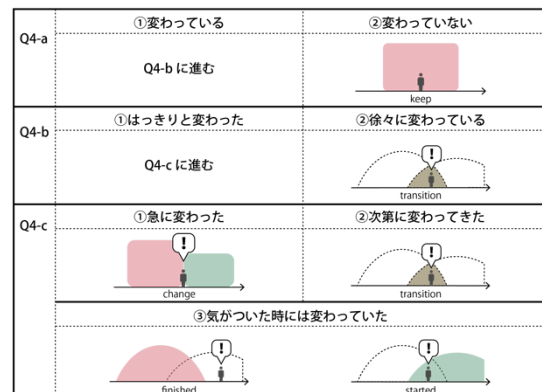 Q4-a
①変わっている
②変わっていない
Q4-b に進む
keep
Q4-b
①はっきりと変わった
②徐々に変わっている
Q4-c に進む
!
transition
Q4-c
①急に変わった
②次第に変わってきた
!
change
!
transition
③気がついた時には変わっていた
!
finished
!
started